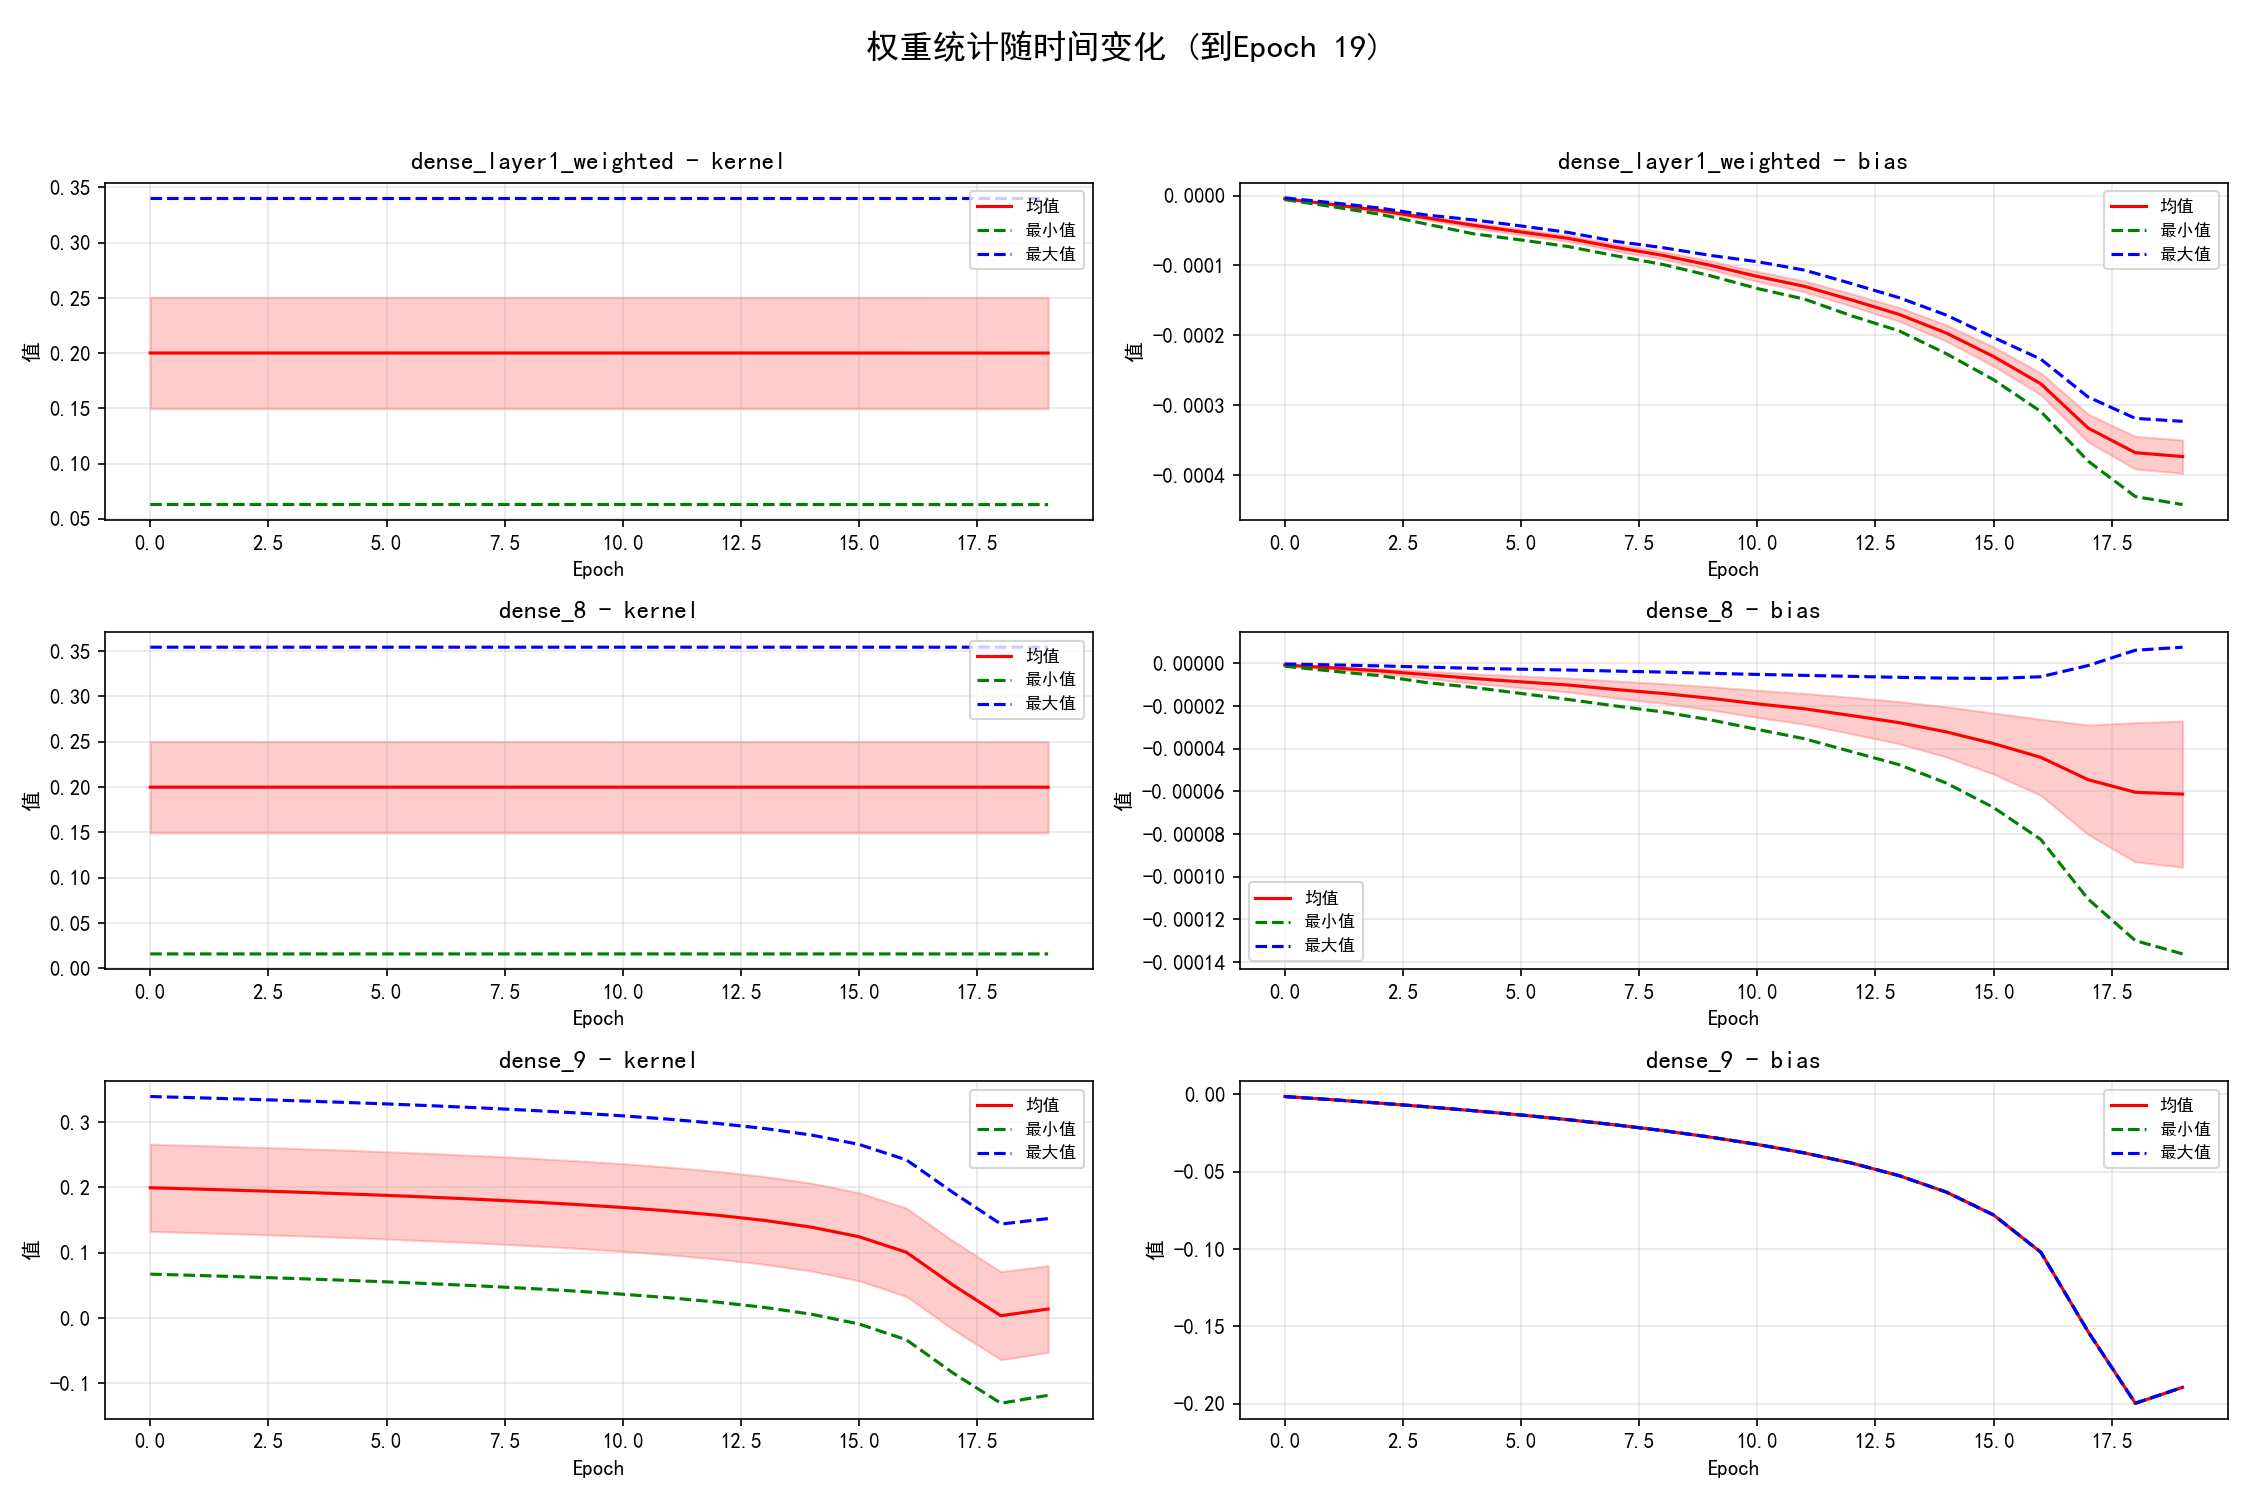 权重统计随时间变化 (到Epoch 19)
dense_layer1_weighted - kernel
0.35
0.30
0.25
0.20
0.15
0.10
0.05
值
均值
最小值
最大值
0.0 2.5 5.0 7.5 10.0 12.5 15.0 17.5
Epoch
dense_layer1_weighted - bias
0.0000
-0.0001
-0.0002
-0.0003
-0.0004
值
均值
最小值
最大值
0.0 2.5 5.0 7.5 10.0 12.5 15.0 17.5
Epoch
dense_8 - kernel
0.35
0.30
0.25
0.20
0.15
0.10
0.05
0.00
值
均值
最小值
最大值
0.0 2.5 5.0 7.5 10.0 12.5 15.0 17.5
Epoch
dense_8 - bias
0.00000
-0.00002
-0.00004
-0.00006
-0.00008
-0.00010
-0.00012
-0.00014
值
均值
最小值
最大值
0.0 2.5 5.0 7.5 10.0 12.5 15.0 17.5
Epoch
dense_9 - kernel
0.3
0.2
0.1
0.0
-0.1
值
均值
最小值
最大值
0.0 2.5 5.0 7.5 10.0 12.5 15.0 17.5
Epoch
dense_9 - bias
0.00
-0.05
-0.10
-0.15
-0.20
值
均值
最小值
最大值
0.0 2.5 5.0 7.5 10.0 12.5 15.0 17.5
Epoch